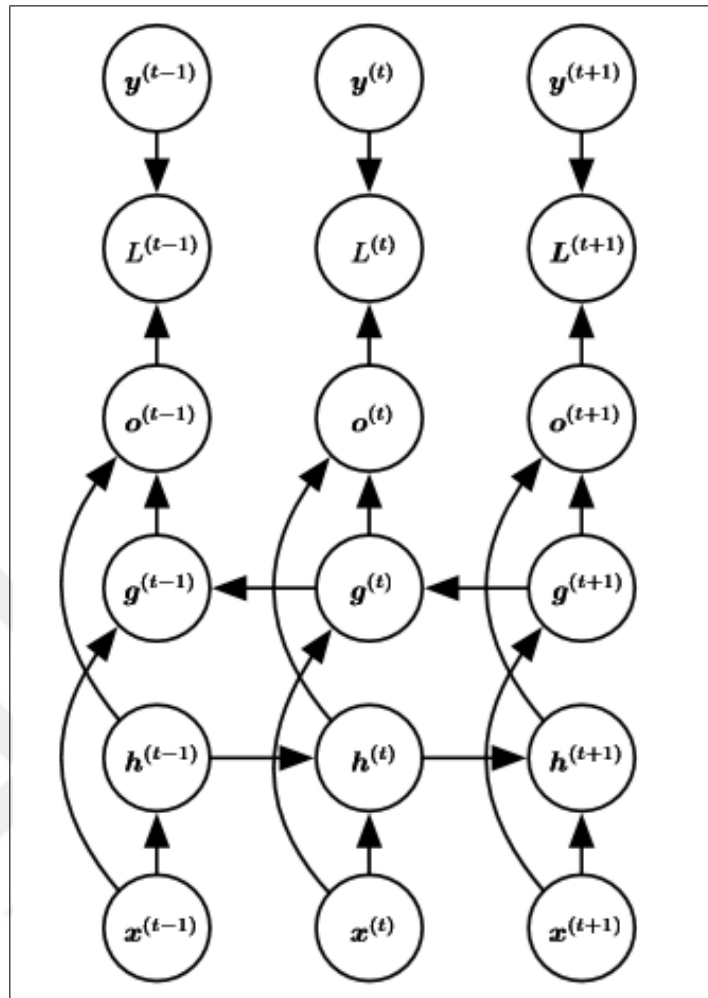 y^(t−1) y^(t) y^(t+1)
L^(t−1) L^(t) L^(t+1)
o^(t−1) o^(t) o^(t+1)
g^(t−1) g^(t) g^(t+1)
h^(t−1) h^(t) h^(t+1)
x^(t−1) x^(t) x^(t+1)